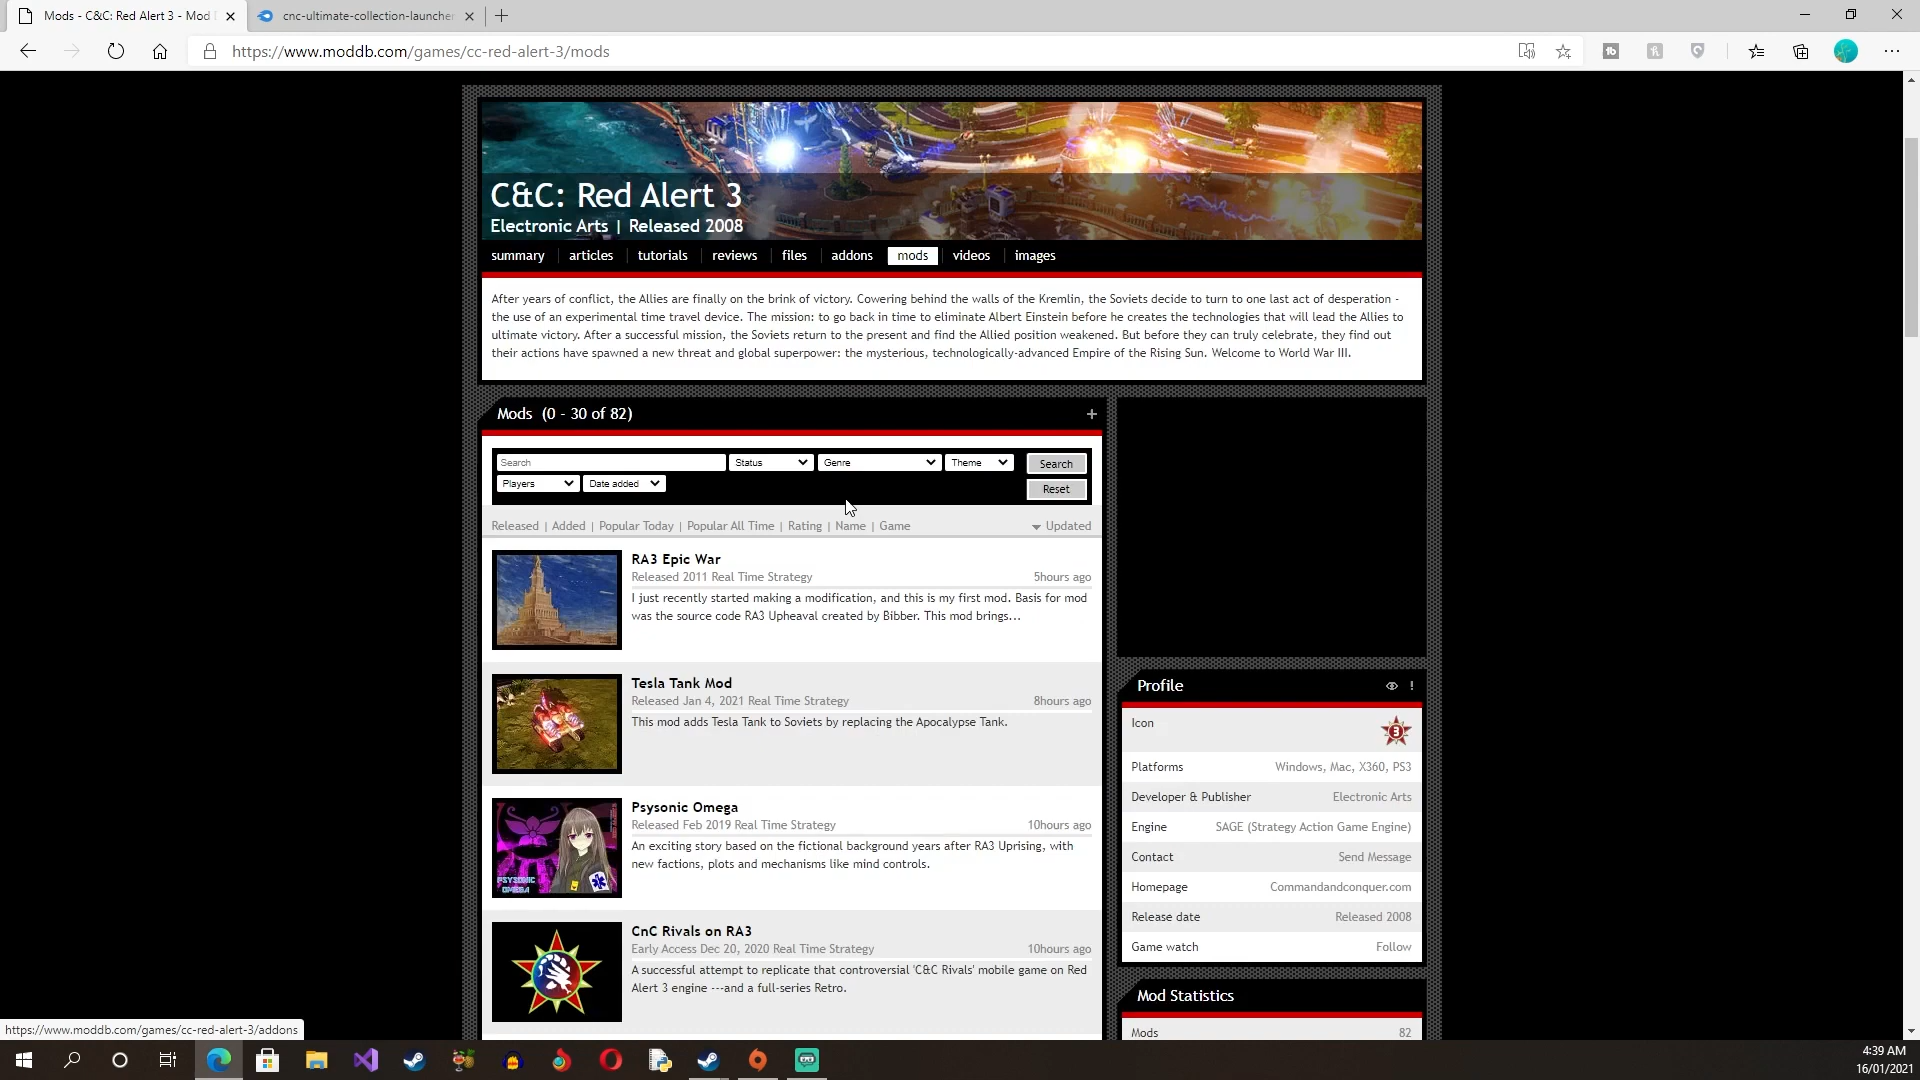 Mods - C&C: Red Alert 3 - Mod
cnc-ultimate-collection-launcher
https://www.moddb.com/games/cc-red-alert-3/mods
C&C: Red Alert 3
Electronic Arts | Released 2008
summary articles tutorials reviews files addons mods videos images
After years of conflict, the Allies are finally on the brink of victory. Cowering behind the walls of the Kremlin, the Soviets decide to turn to one last act of desperation -
the use of an experimental time travel device. The mission: to go back in time to eliminate Albert Einstein before he creates the technologies that will lead the Allies to
ultimate victory. After a successful mission, the Soviets return to the present and find the Allied position weakened. But before they can truly celebrate, they find out
their actions have spawned a new threat and global superpower: the mysterious, technologically-advanced Empire of the Rising Sun. Welcome to World War III.
Mods (0 - 30 of 82)
+
Search Status Genre Theme Search
Players Date added Reset
Released | Added | Popular Today | Popular All Time | Rating | Name | Game Updated
RA3 Epic War
Released 2011 Real Time Strategy 5hours ago
I just recently started making a modification, and this is my first mod. Basis for mod
was the source code RA3 Upheaval created by Bibber. This mod brings...
Tesla Tank Mod
Released Jan 4, 2021 Real Time Strategy 8hours ago
This mod adds Tesla Tank to Soviets by replacing the Apocalypse Tank.
PSYSONIC
OMEGA
Psysonic Omega
Released Feb 2019 Real Time Strategy 10hours ago
An exciting story based on the fictional background years after RA3 Uprising, with
new factions, plots and mechanisms like mind controls.
CnC Rivals on RA3
Early Access Dec 20, 2020 Real Time Strategy 10hours ago
A successful attempt to replicate that controversial 'C&C Rivals' mobile game on Red
Alert 3 engine ---and a full-series Retro.
Profile
Icon 3
Platforms Windows, Mac, X360, PS3
Developer & Publisher Electronic Arts
Engine SAGE (Strategy Action Game Engine)
Contact Send Message
Homepage Commandandconquer.com
Release date Released 2008
Game watch Follow
Mod Statistics
Mods 82
https://www.moddb.com/games/cc-red-alert-3/addons
4:39 AM
16/01/2021